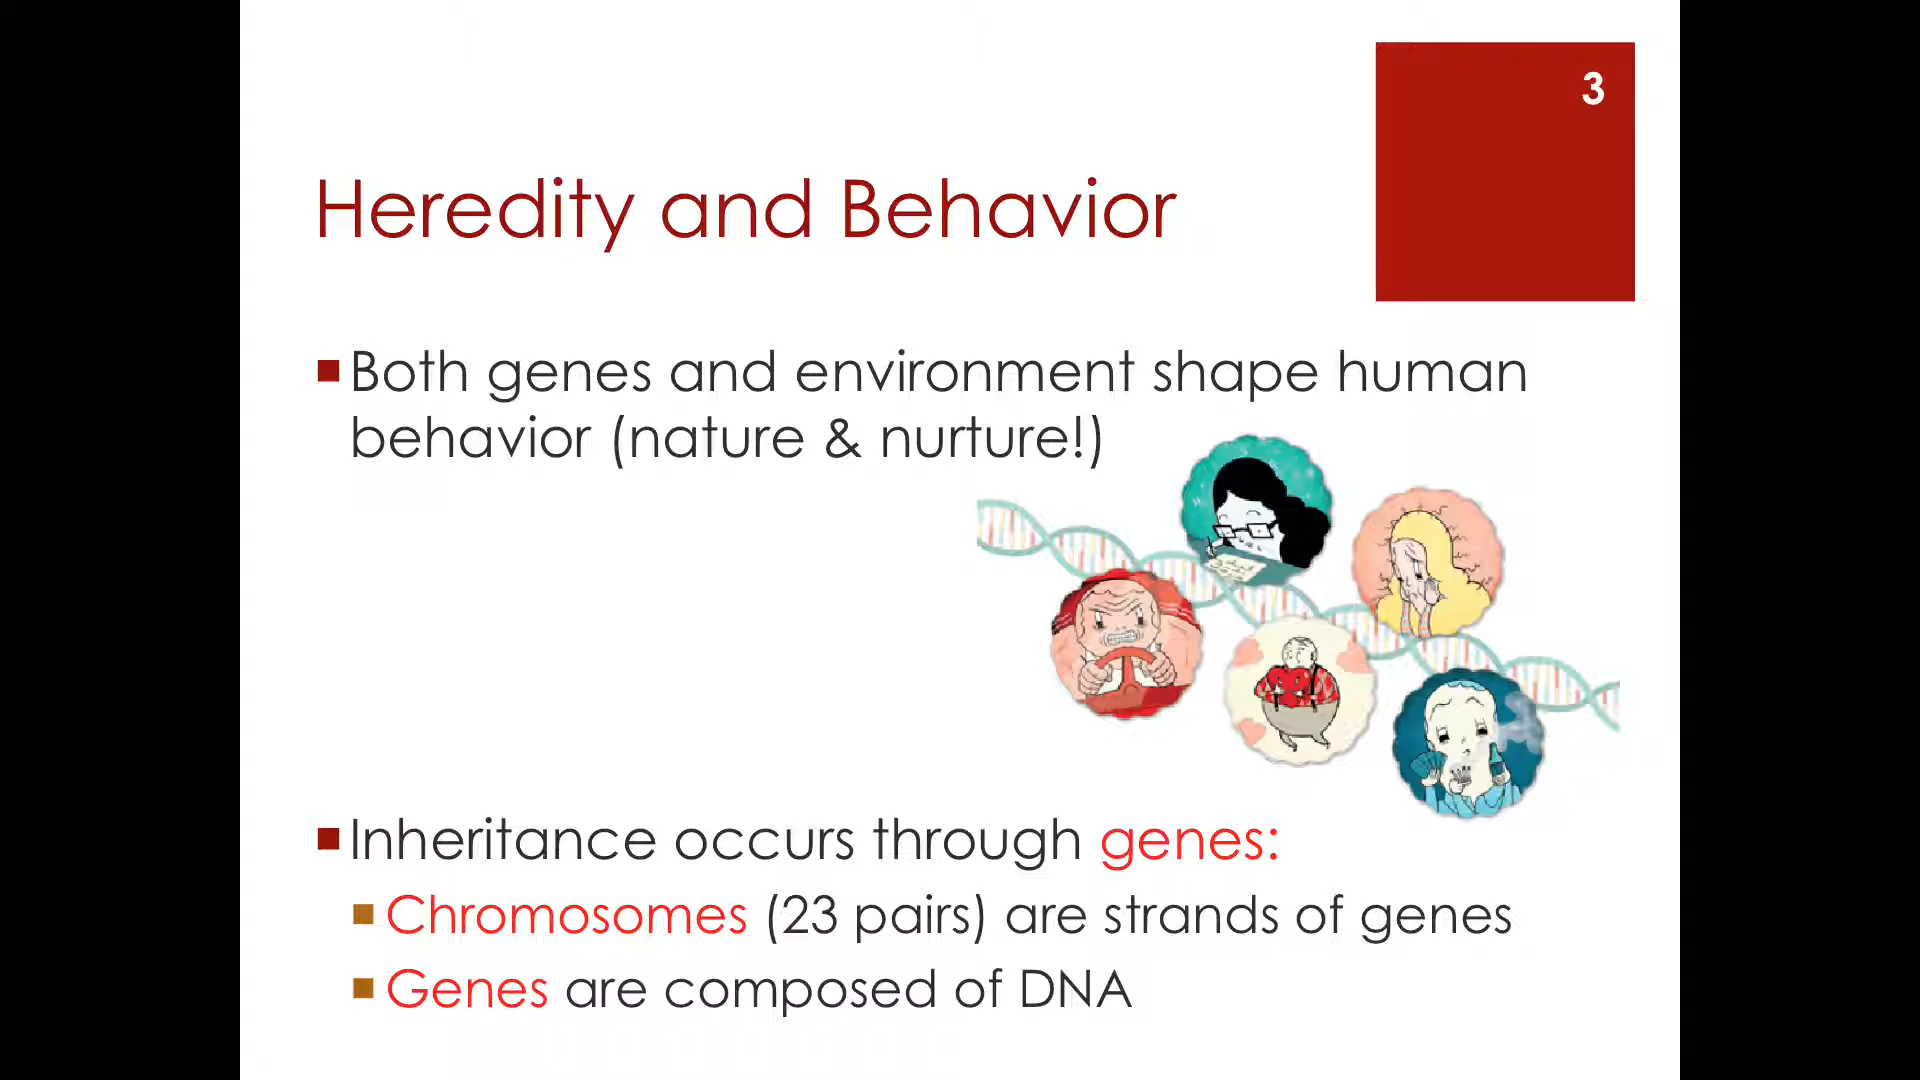 3
Heredity and Behavior
Both genes and environment shape human
behavior (nature & nurture!)
Inheritance occurs through genes:
Chromosomes (23 pairs) are strands of genes
Genes are composed of DNA